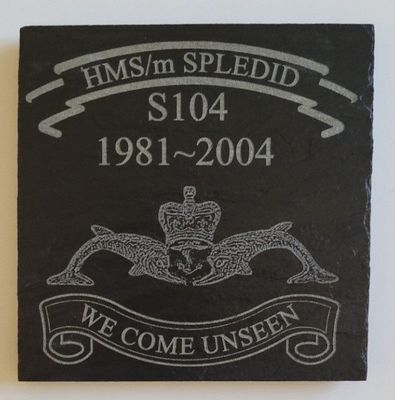 HMS/m SPLEDID
S104
1981~2004
WE COME UNSEEN